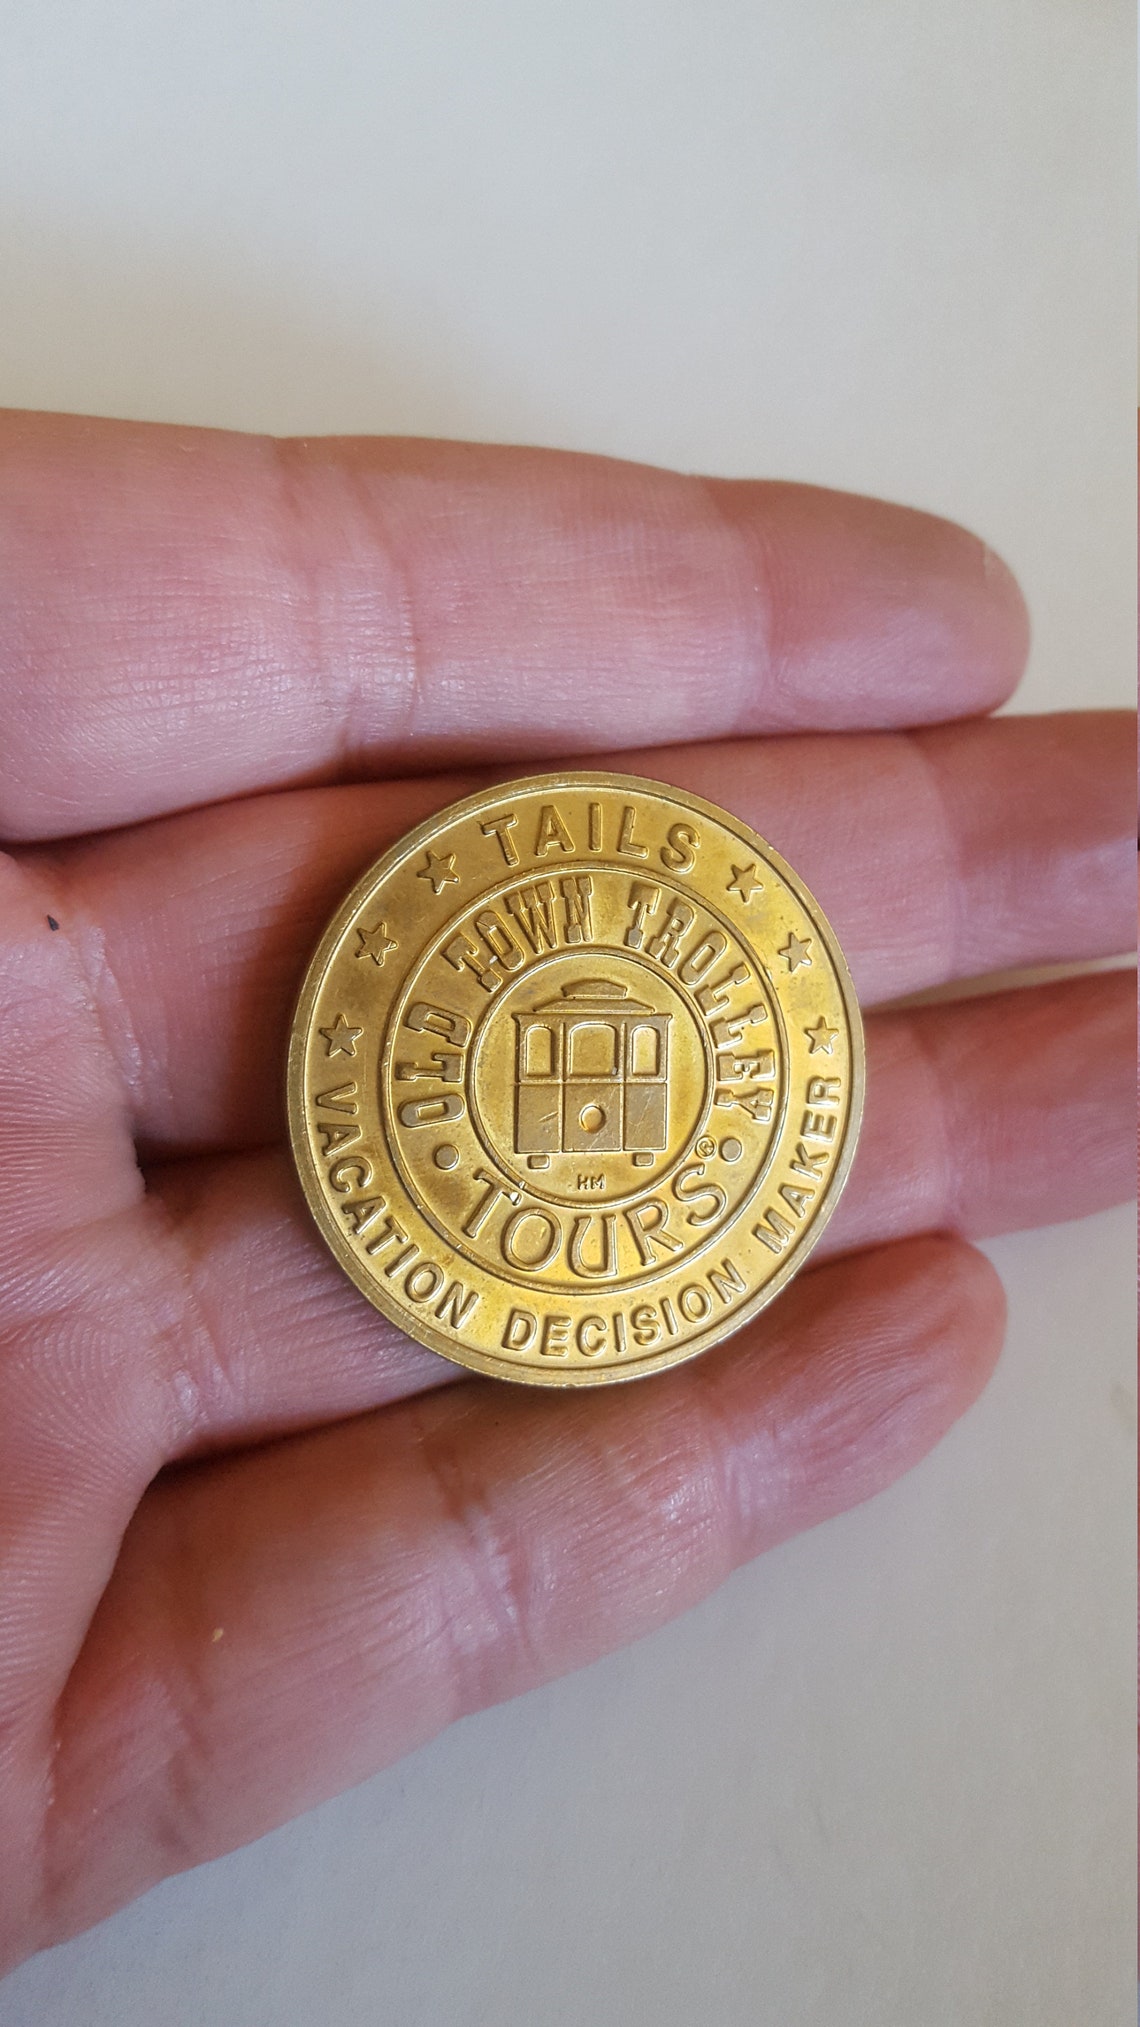 TAILS
OLD TOWN TROLLEY
TOURS©
HM
VACATION DECISION MAKER